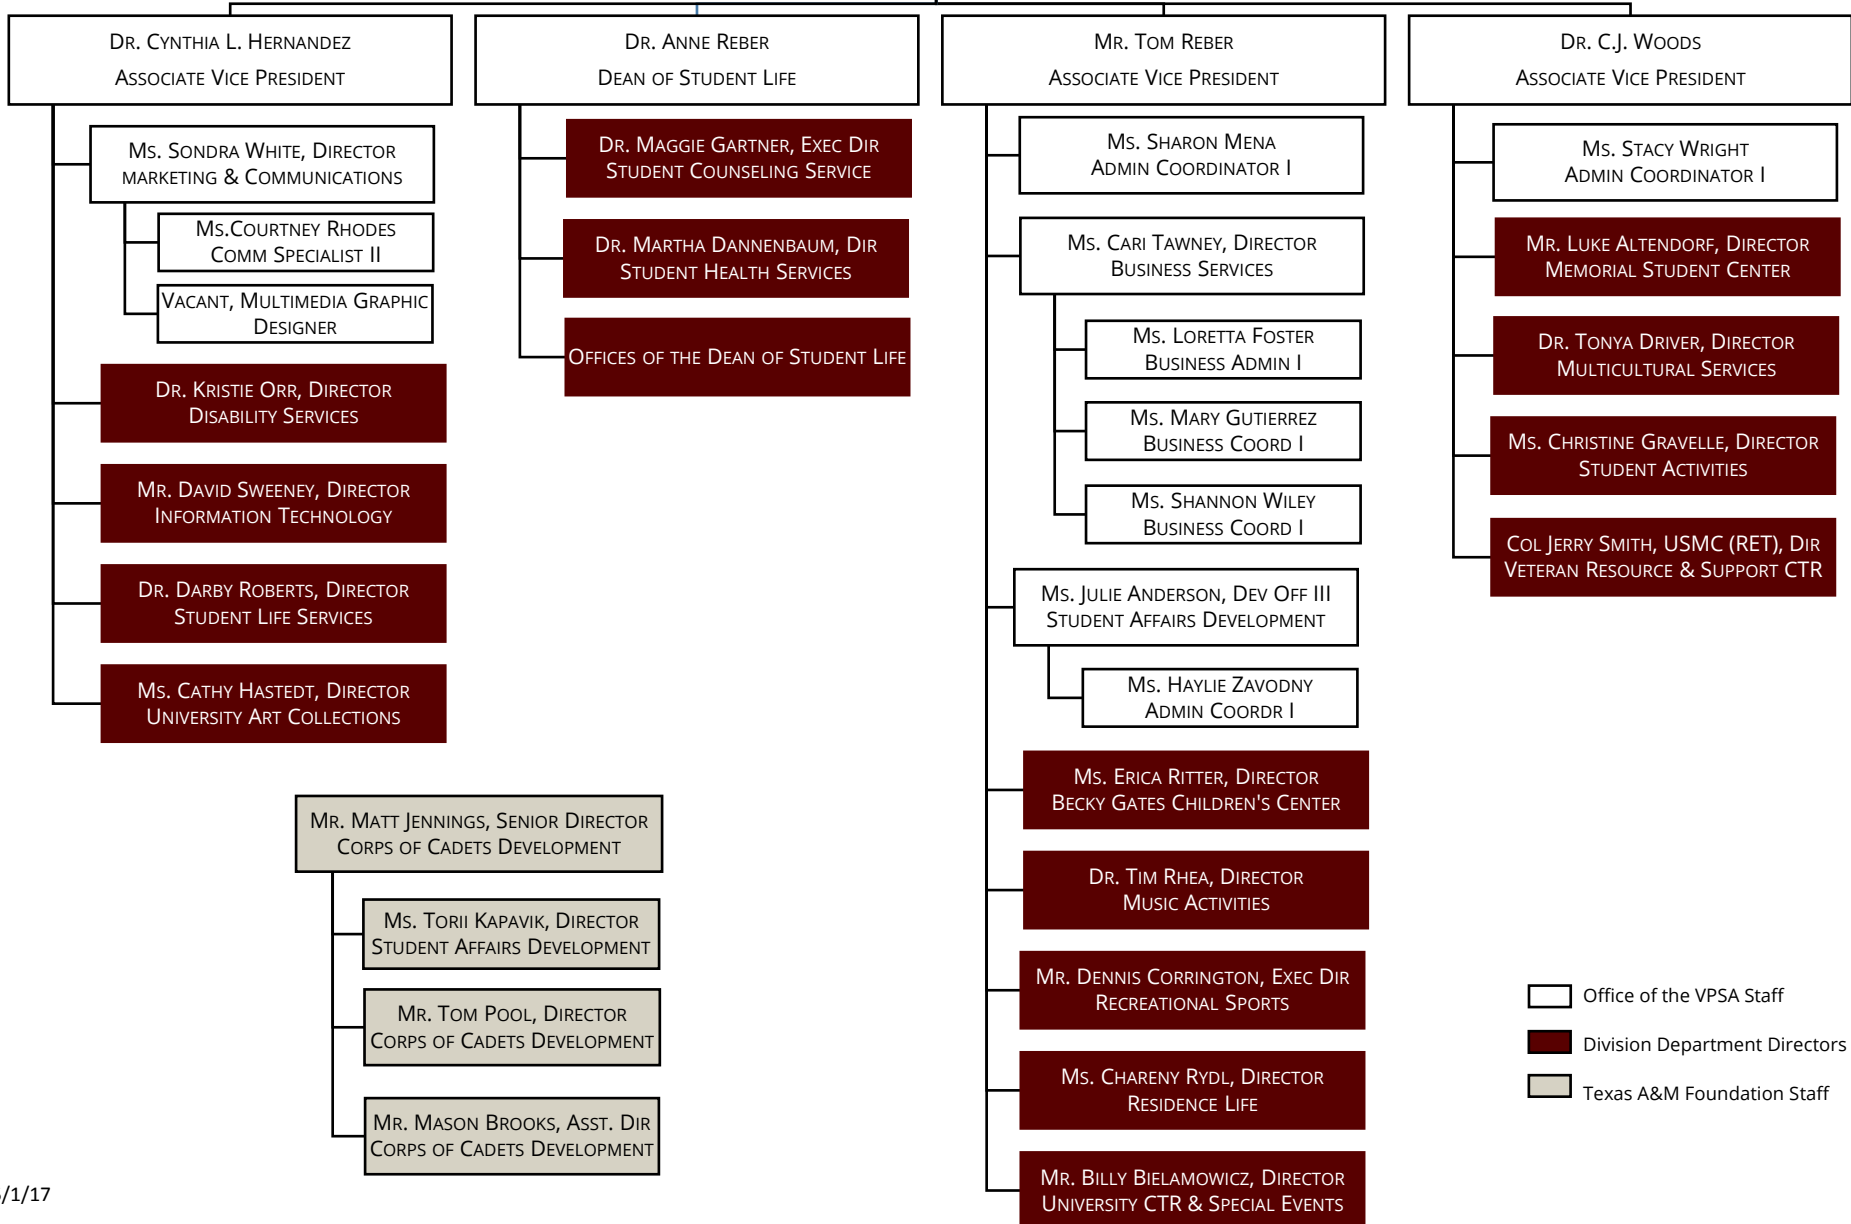 Dr. Cynthia L. Hernandez
Associate Vice President
Ms. Sondra White, Director
marketing & Communications
Ms.Courtney Rhodes
Comm Specialist II
Vacant, Multimedia Graphic
Designer
Dr. Kristie Orr, Director
Disability Services
Mr. David Sweeney, Director
Information Technology
Dr. Darby Roberts, Director
Student Life Services
Ms. Cathy Hastedt, Director
University Art Collections
Dr. Anne Reber
Dean of Student Life
Dr. Maggie Gartner, Exec Dir
Student Counseling Service
Dr. Martha Dannenbaum, Dir
Student Health Services
Offices of the Dean of Student Life
Mr. Matt Jennings, Senior Director
Corps of Cadets Development
Ms. Torii Kapavik, Director
Student Affairs Development
Mr. Tom Pool, Director
Corps of Cadets Development
Mr. Mason Brooks, Asst. Dir
Corps of Cadets Development
Mr. Tom Reber
Associate Vice President
Ms. Sharon Mena
Admin Coordinator I
Ms. Cari Tawney, Director
Business Services
Ms. Loretta Foster
Business Admin I
Ms. Mary Gutierrez
Business Coord I
Ms. Shannon Wiley
Business Coord I
Ms. Julie Anderson, Dev Off III
Student Affairs Development
Ms. Haylie Zavodny
Admin Coordr I
Ms. Erica Ritter, Director
Becky Gates Children's Center
Dr. Tim Rhea, Director
Music Activities
Mr. Dennis Corrington, Exec Dir
Recreational Sports
Ms. Chareny Rydl, Director
Residence Life
Mr. Billy Bielamowicz, Director
University CTR & Special Events
Dr. C.J. Woods
Associate Vice President
Ms. Stacy Wright
Admin Coordinator I
Mr. Luke Altendorf, Director
Memorial Student Center
Dr. Tonya Driver, Director
Multicultural Services
Ms. Christine Gravelle, Director
Student Activities
Col Jerry Smith, USMC (RET), Dir
Veteran Resource & Support CTR
Office of the VPSA Staff
Division Department Directors
Texas A&M Foundation Staff
/1/17